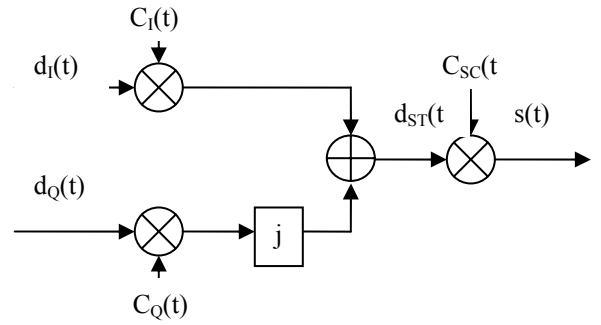 C_I(t)
d_I(t)
C_SC(t
d_ST(t
s(t)
d_Q(t)
j
C_Q(t)